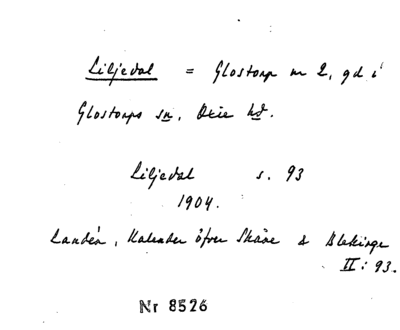 Liljedal = Glostorp nr 2, gd i
Glostorps sn, Oxie hd.
Liljedal s. 93
1904.
Landén, Kalender öfver Skåne & Blekinge
II: 93.
Nr 8526